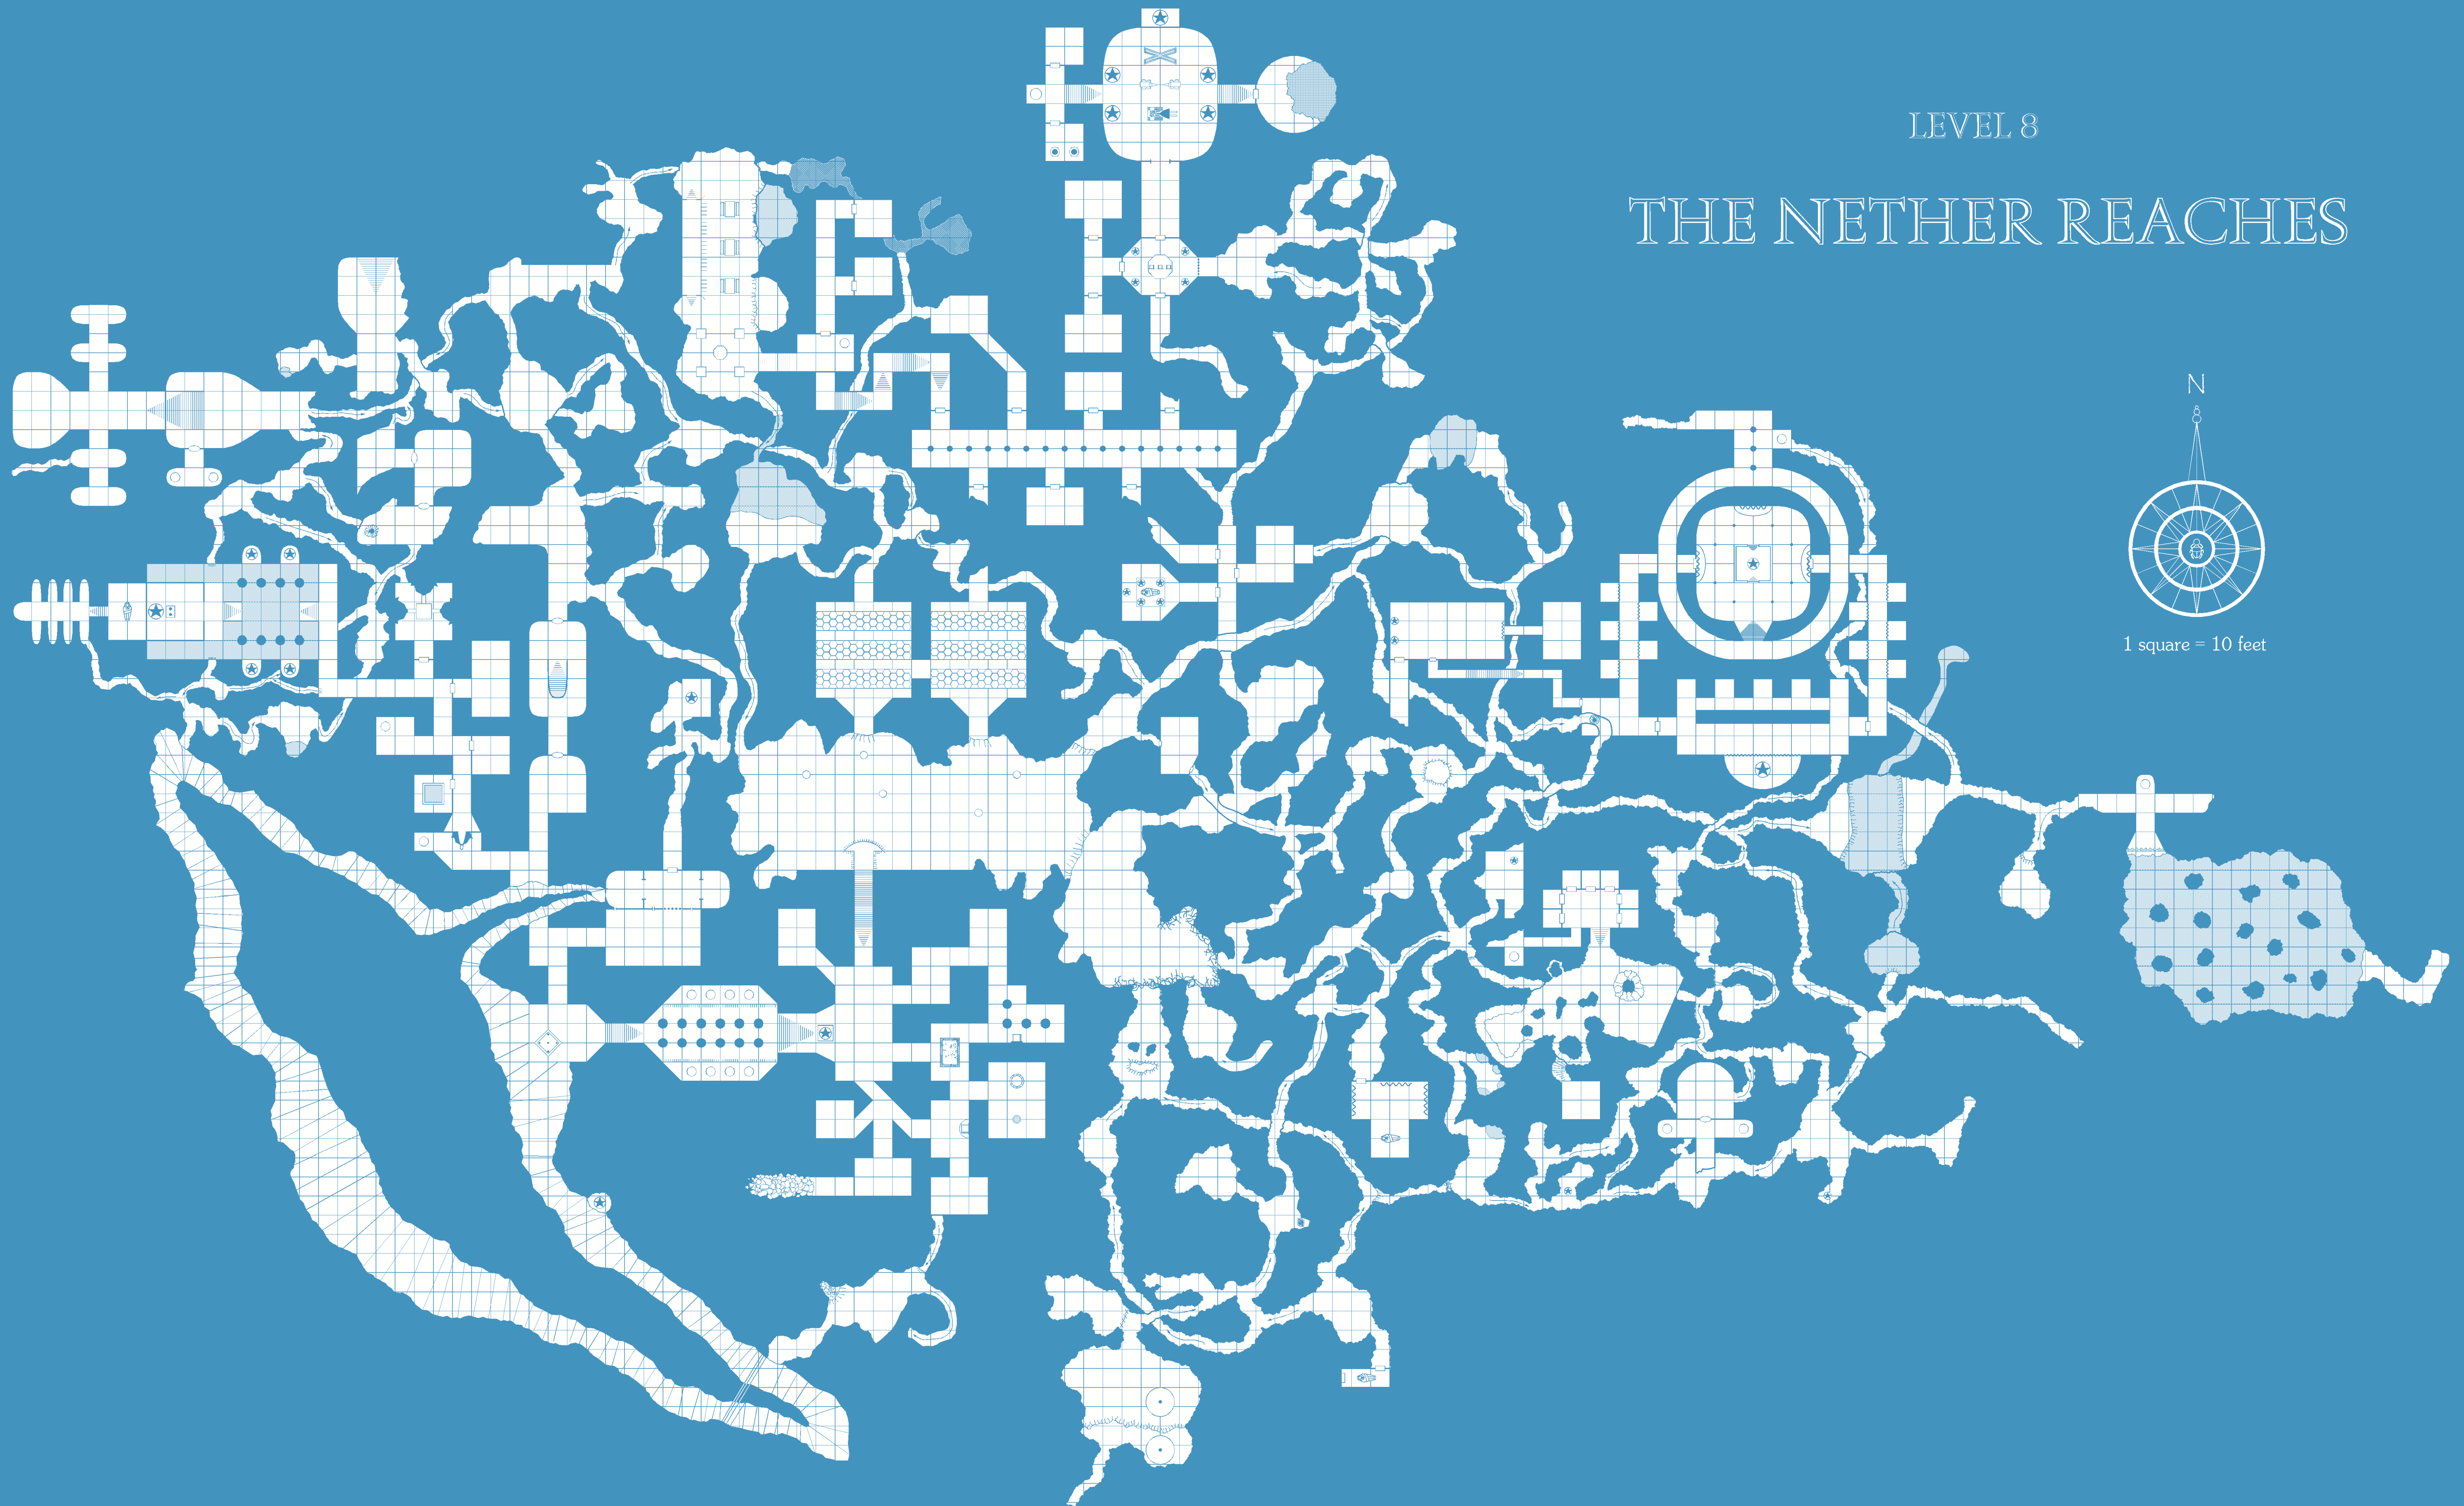 LEVEL 8
THE NETHER REACHES
N
1 square = 10 feet